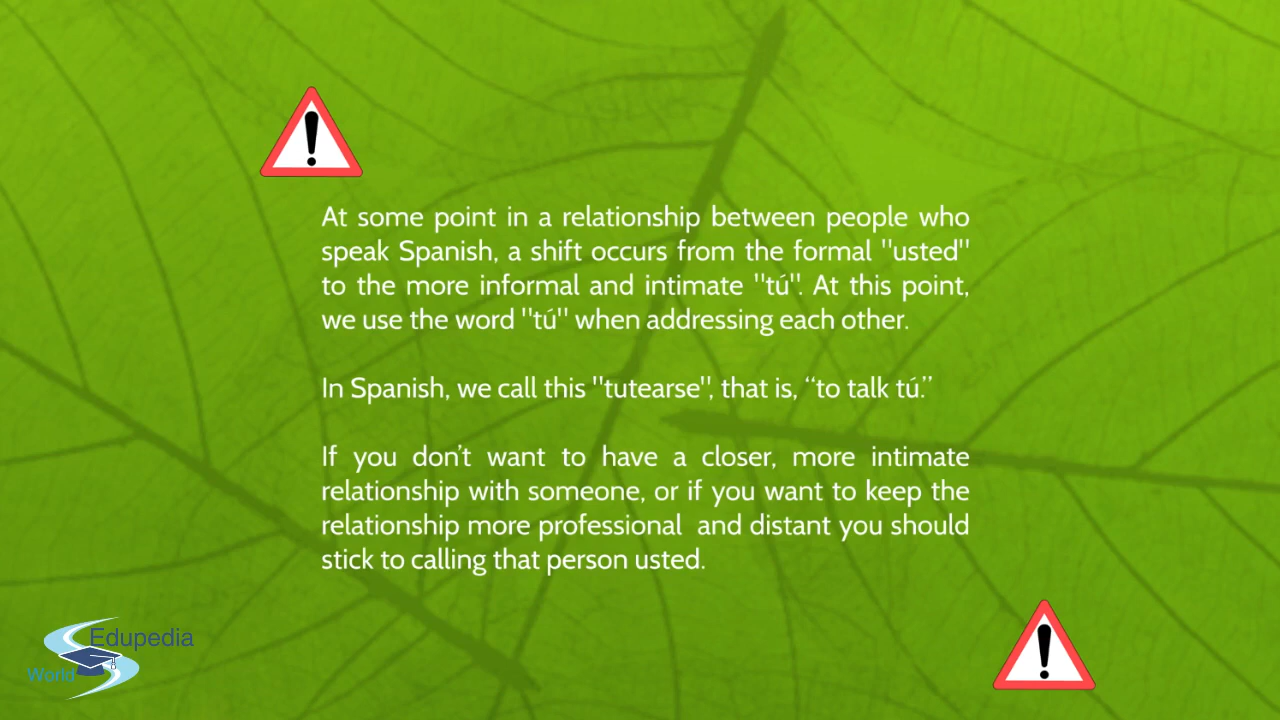 At some point in a relationship between people who
speak Spanish, a shift occurs from the formal "usted"
to the more informal and intimate "tú". At this point,
we use the word "tú" when addressing each other.
In Spanish, we call this "tutearse", that is, “to talk tú.”
If you don’t want to have a closer, more intimate
relationship with someone, or if you want to keep the
relationship more professional and distant you should
stick to calling that person usted.
Edupedia
World